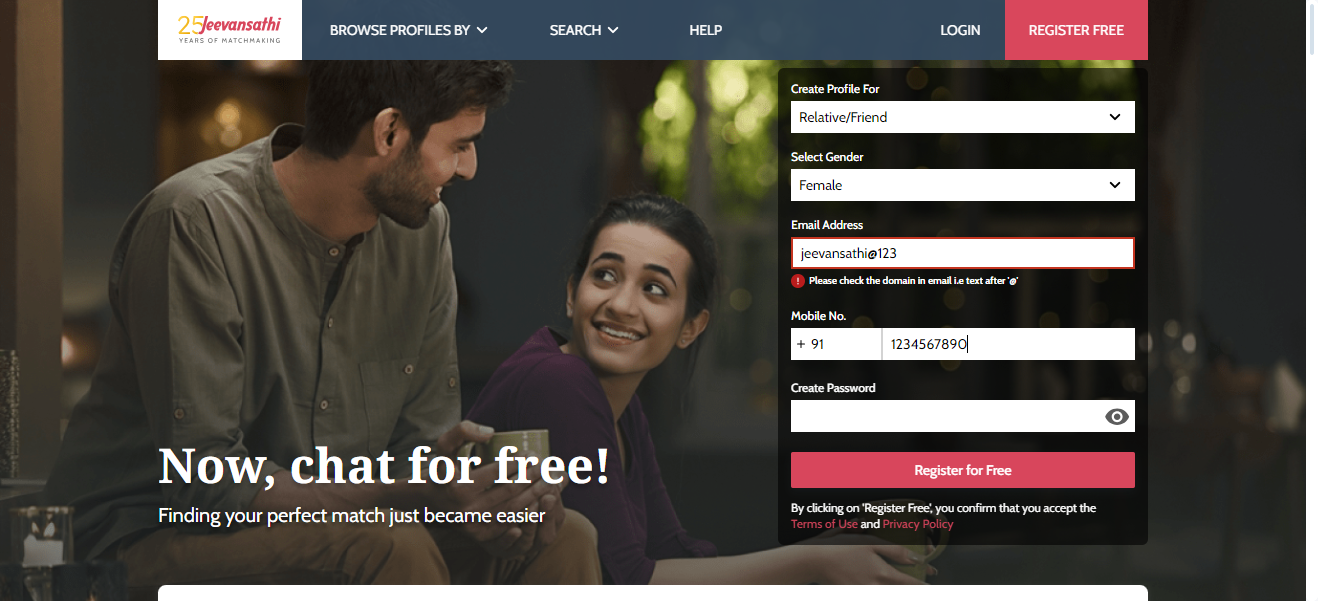 25 Jeevansathi
YEARS OF MATCHMAKING
BROWSE PROFILES BY
SEARCH
HELP
LOGIN
REGISTER FREE
Now, chat for free!
Finding your perfect match just became easier
Create Profile For
Relative/Friend
Select Gender
Female
Email Address
jeevansathi@123
! Please check the domain in email i.e text after '@'
Mobile No.
+ 91 1234567890
Create Password
Register for Free
By clicking on 'Register Free', you confirm that you accept the
Terms of Use and Privacy Policy